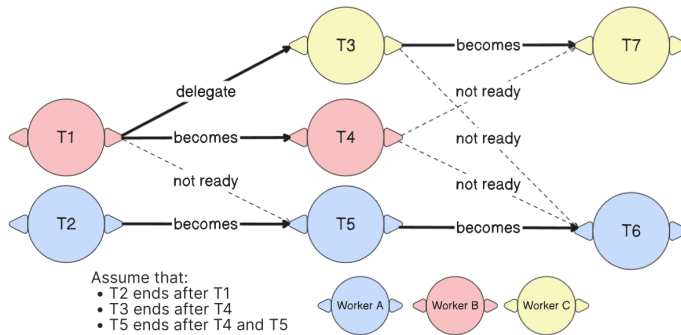 T3
becomes
T7
delegate
not ready
T1
becomes
T4
not ready
not ready
not ready
T2
becomes
T5
becomes
T6
Assume that:
• T2 ends after T1
• T3 ends after T4
• T5 ends after T4 and T5
Worker A
Worker B
Worker C